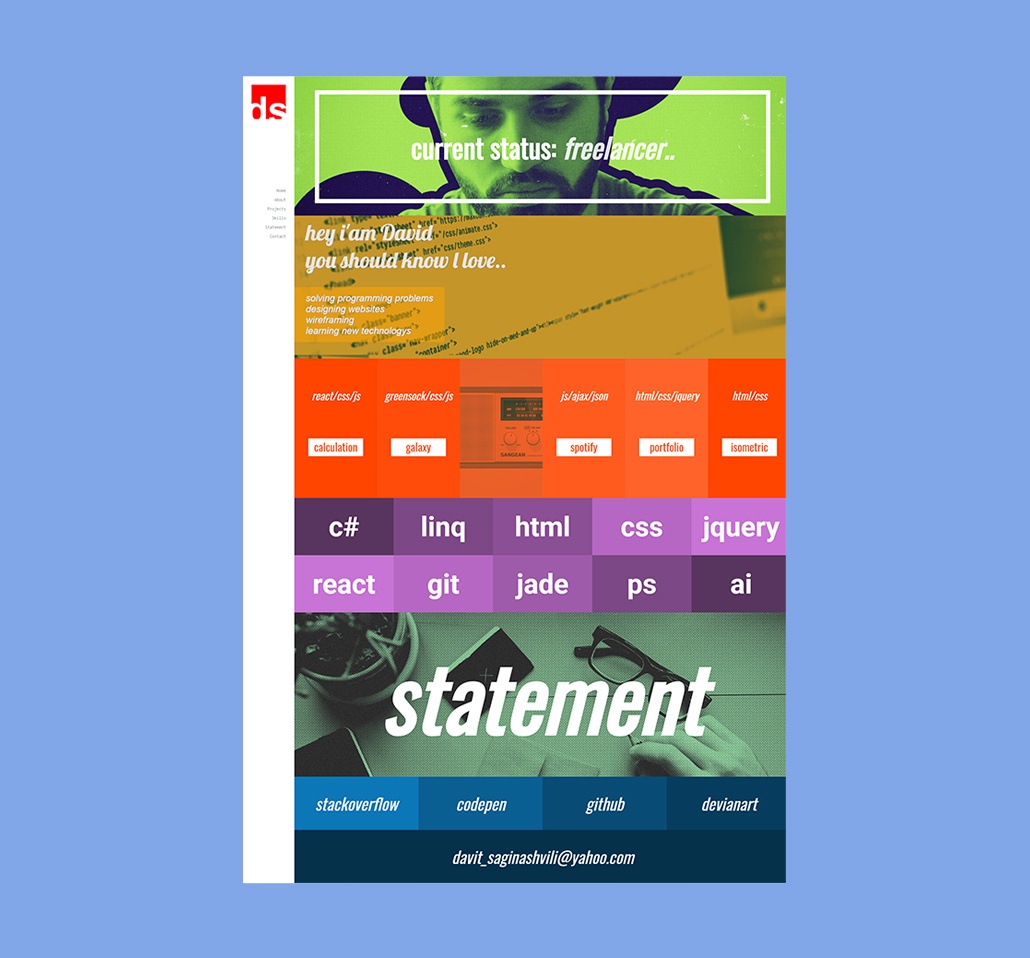 ds
Home
about
Projects
Skills
Statement
Contact
current status: freelancer..
hey i'am David
you should know I love..
solving programming problems
designing websites
wireframing
learning new technologys
react/css/js
greensock/css/js
js/ajax/json
html/css/jquery
html/css
calculation
galaxy
SANGEAN
spotify
portfolio
isometric
c# linq html css jquery
react git jade ps ai
statement
stackoverflow codepen github devianart
davit_saginashvili@yahoo.com